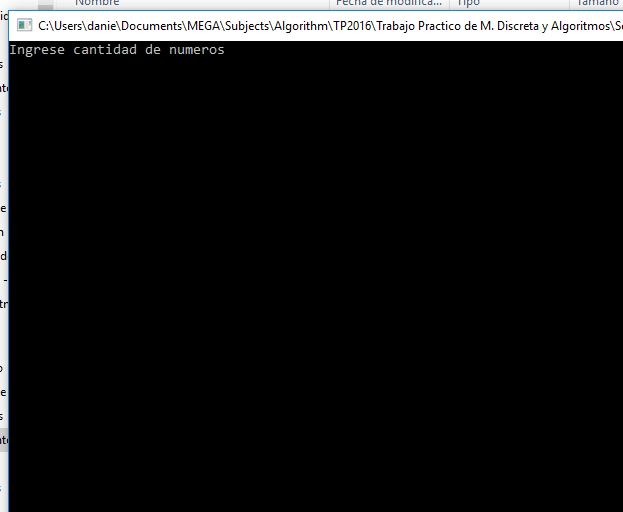 Nombre Fecha de modifica... Tipo Tamaño
C:\Users\danie\Documents\MEGA\Subjects\Algorithm\TP2016\Trabajo Practico de M. Discreta y Algoritmos\S
Ingrese cantidad de numeros